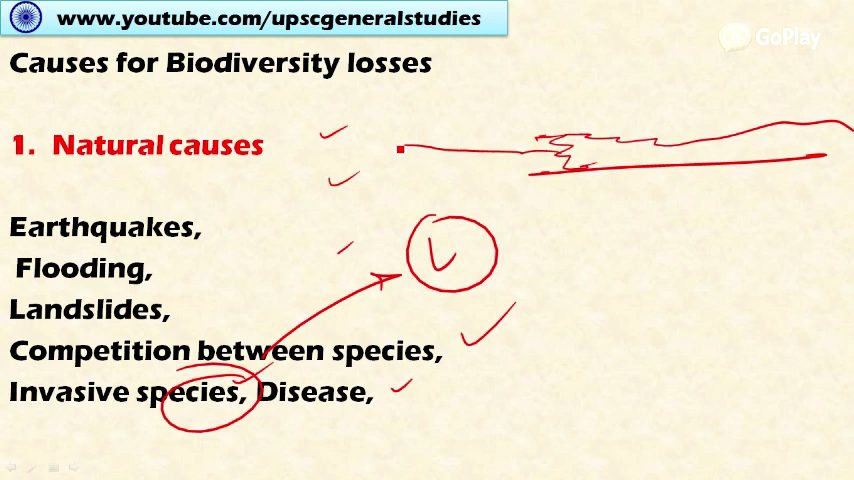 www.youtube.com/upscgeneralstudies
GoPlay
Causes for Biodiversity losses
1. Natural causes
Earthquakes,
Flooding,
Landslides,
Competition between species,
Invasive species, Disease,